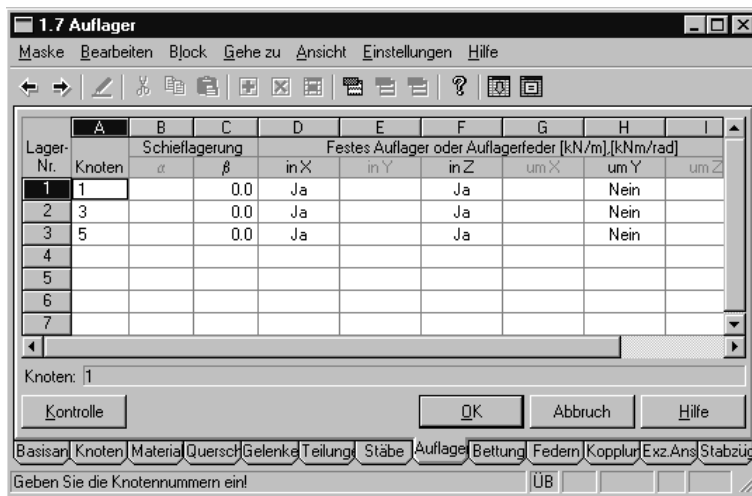 1.7 Auflager
Maske Bearbeiten Block Gehe zu Ansicht Einstellungen Hilfe
A B C D E F G H I
Lager- Schieflagerung Festes Auflager oder Auflagerfeder [kN/m],[kNm/rad]
Nr. Knoten α β in X in Y in Z um X um Y um Z
1 1 0.0 Ja Ja Nein
2 3 0.0 Ja Ja Nein
3 5 0.0 Ja Ja Nein
4
5
6
7
Knoten: 1
Kontrolle OK Abbruch Hilfe
Basisan Knoten Material Quersch Gelenke Teilunge Stäbe Auflage Bettung Federn Kopplun Exz.Ans Stabzüg
Geben Sie die Knotennummern ein! ÜB